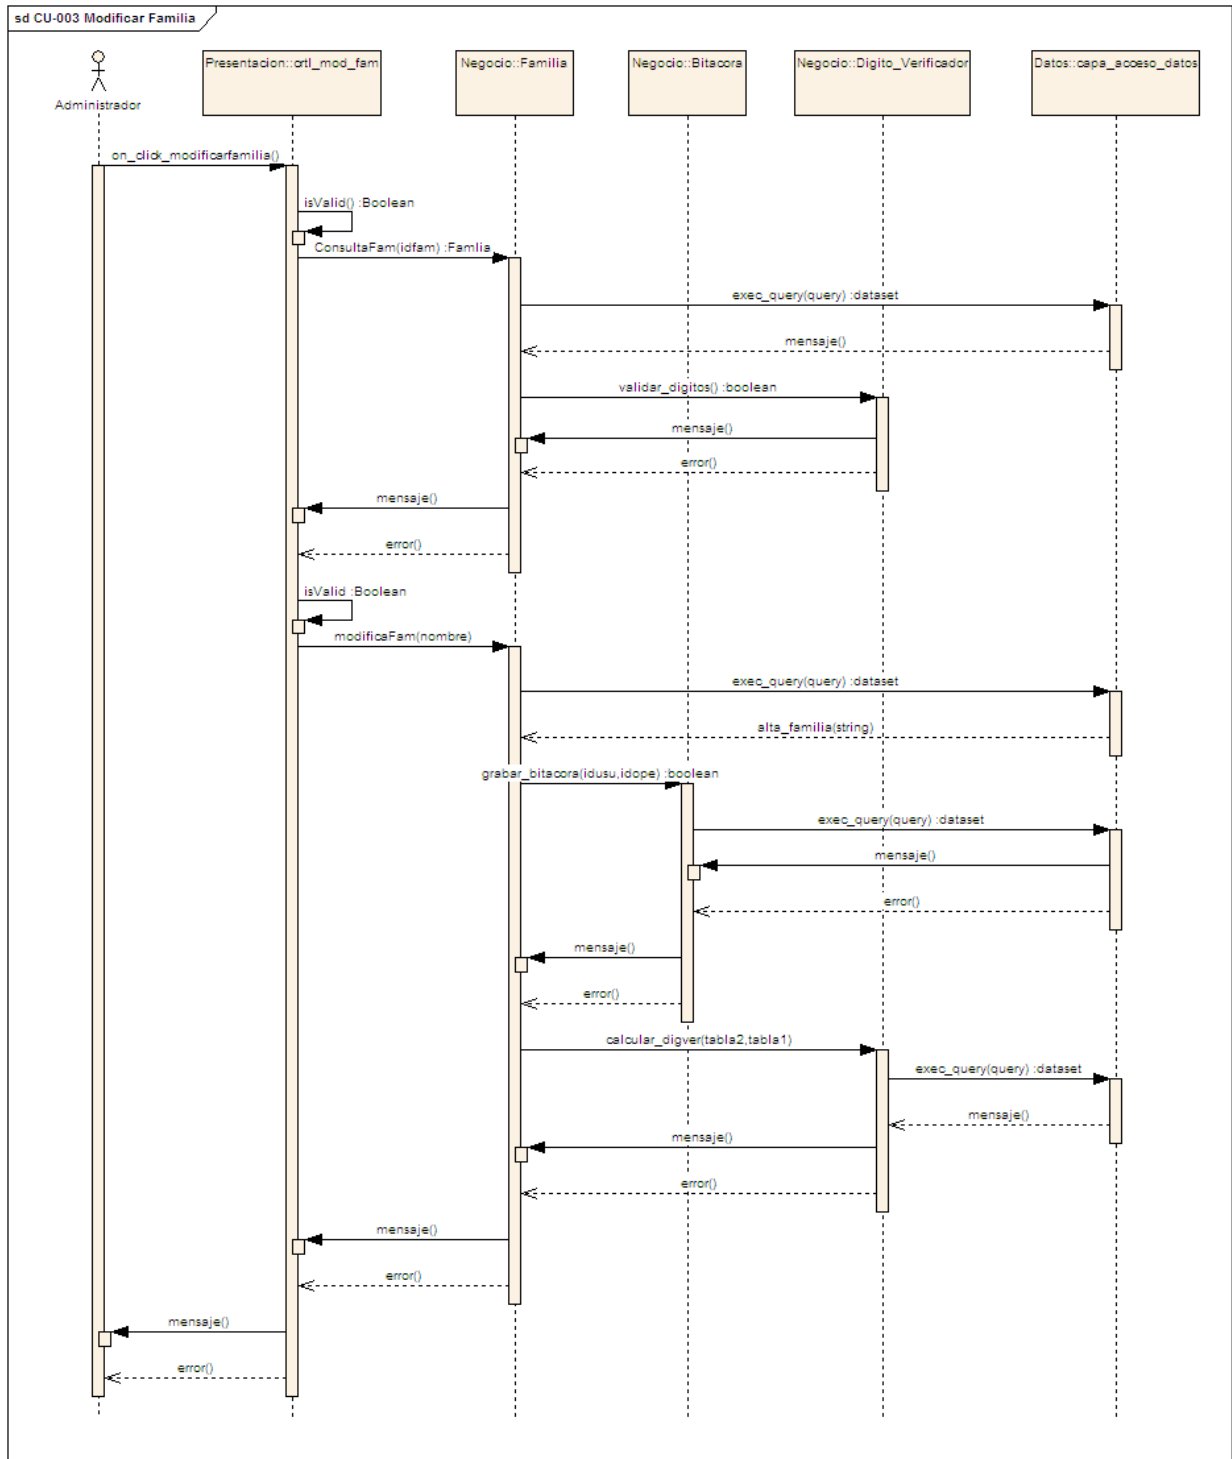 sd CU-003 Modificar Familia
Administrador
Presentacion::crtl_mod_fam
Negocio::Familia
Negocio::Bitacora
Negocio::Digito_Verificador
Datos::capa_acceso_datos
on_click_modificarfamilia()
isValid() :Boolean
ConsultaFam(idfam) :Famlia
exec_query(query) :dataset
mensaje()
validar_digitos() :boolean
mensaje()
error()
mensaje()
error()
isValid :Boolean
modificaFam(nombre)
exec_query(query) :dataset
alta_familia(string)
grabar_bitacora(idusu,idope) :boolean
exec_query(query) :dataset
mensaje()
error()
mensaje()
error()
calcular_digver(tabla2,tabla1)
exec_query(query) :dataset
mensaje()
mensaje()
error()
mensaje()
error()
mensaje()
error()